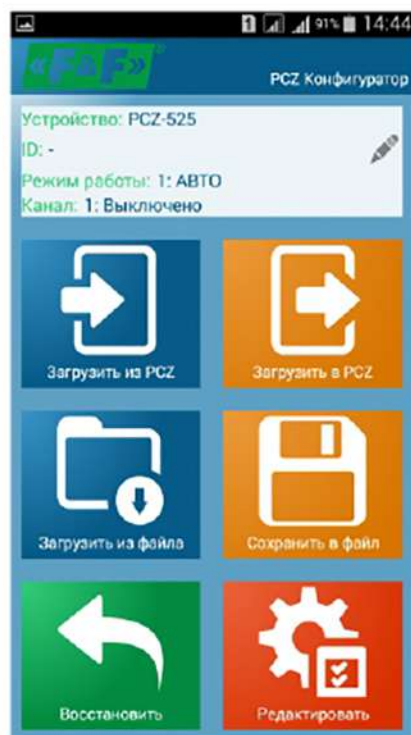 1 91% 14:44
«F&F»®
PCZ Конфигуратор
Устройство: PCZ-525
ID: -
Режим работы: 1: АВТО
Канал: 1: Выключено
Загрузить из PCZ
Загрузить в PCZ
Загрузить из файла
Сохранить в файл
Восстановить
Редактировать